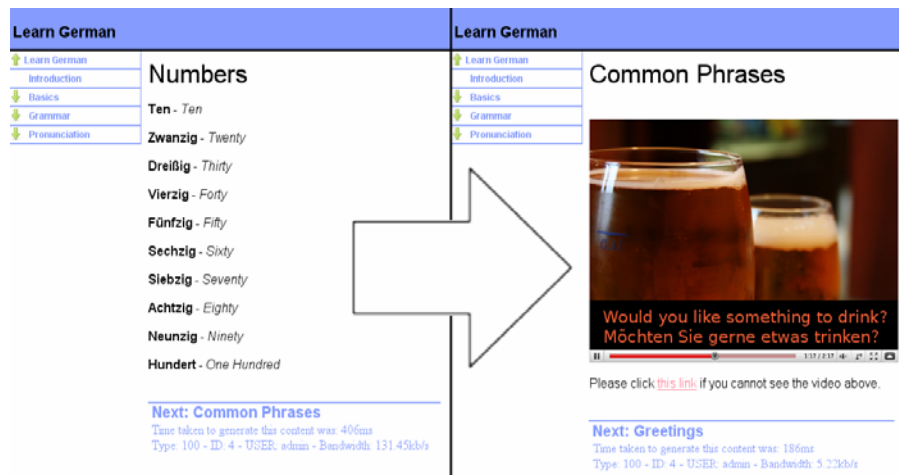 Learn German
Learn German
Introduction
Basics
Grammar
Pronunciation
Numbers
Ten - Ten
Zwanzig - Twenty
Dreißig - Thirty
Vierzig - Forty
Fünfzig - Fifty
Sechzig - Sixty
Siebzig - Seventy
Achtzig - Eighty
Neunzig - Ninety
Hundert - One Hundred
Next: Common Phrases
Time taken to generate this content was: 406ms
Type: 100 - ID: 4 - USER: admin - Bandwidth: 131.45kb/s
Learn German
Learn German
Introduction
Basics
Grammar
Pronunciation
Common Phrases
Would you like something to drink?
Möchten Sie gerne etwas trinken?
1:17 / 2:17
Please click this link if you cannot see the video above.
Next: Greetings
Time taken to generate this content was: 186ms
Type: 100 - ID: 4 - USER: admin - Bandwidth: 5.22kb/s